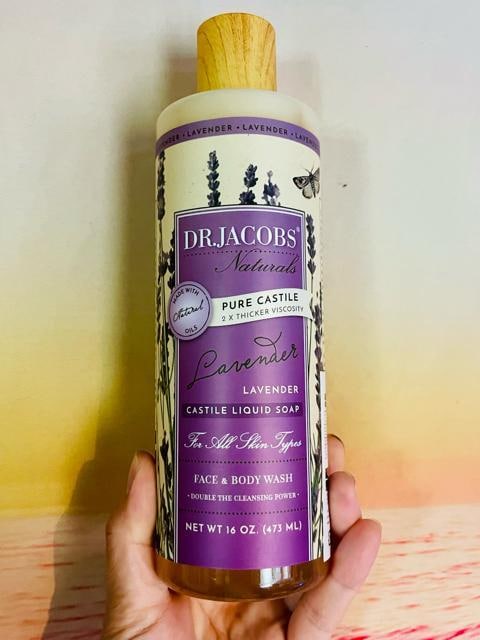 LAVENDER • LAVENDER • LAVENDER •
DR.JACOBS®
Naturals
MADE WITH
Natural
OILS
PURE CASTILE
2 X THICKER VISCOSITY
Lavender
LAVENDER
CASTILE LIQUID SOAP
For All Skin Types
FACE & BODY WASH
• DOUBLE THE CLEANSING POWER •
NET WT 16 OZ. (473 ML)